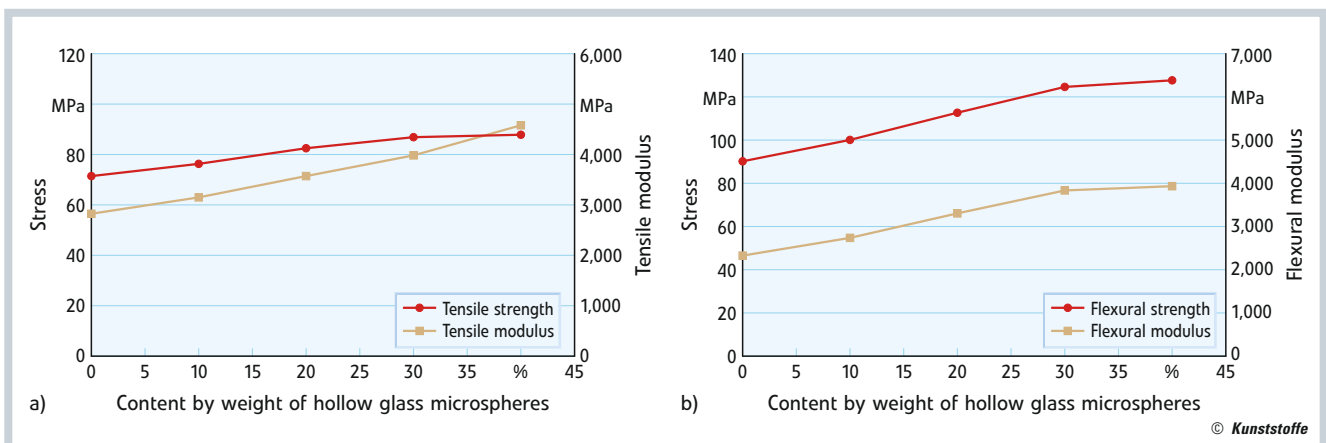 120
MPa
80
60
40
20
0
Stress
6,000
MPa
4,000
3,000
2,000
1,000
0
Tensile modulus
Tensile strength
Tensile modulus
0 5 10 15 20 25 30 35 % 45
a) Content by weight of hollow glass microspheres
140
MPa
100
80
60
40
20
0
Stress
7,000
MPa
5,000
4,000
3,000
2,000
1,000
0
Flexural modulus
Flexural strength
Flexural modulus
0 5 10 15 20 25 30 35 % 45
b) Content by weight of hollow glass microspheres
© Kunststoffe